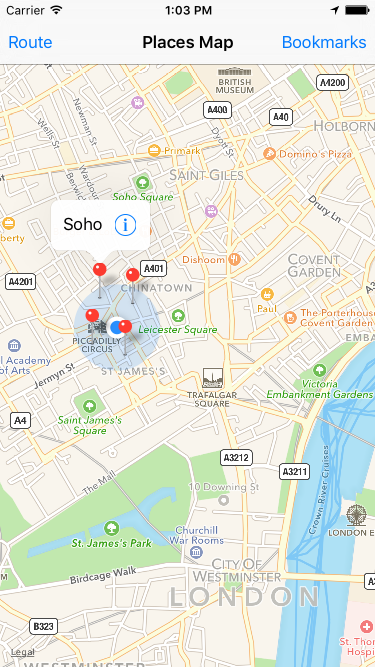 Carrier 1:03 PM
Route Places Map Bookmarks
BRITISH
MUSEUM
A4200
A400
A40
HOLBORN
Newman St
Wells St
Dyott St
Primark
Domino's Pizza
SAINT GILES
Wardour
Berwick
Soho Square
Drury Ln
Soho
berty
Dishoom
COVENT
GARDEN
A401
A4201
CHINATOWN
Paul
The Porterhouse
Covent Garden
Leicester Square
PICCADILLY
CIRCUS
EMBA
al Academy
of Arts
Jermyn St
ST JAMES'S
Victoria
Embankment Gardens
TRAFALGAR
SQUARE
A4
Saint James's
Square
A3212
A3211
The Mall
10 Downing St
Crown River Cruises
St. James's Park
Churchill
War Rooms
LONDON E
Birdcage Walk
CITY OF
WESTMINSTER
M
A3
LONDON
B323
St. Thom
Hospi
Legal
WESTMINSTER